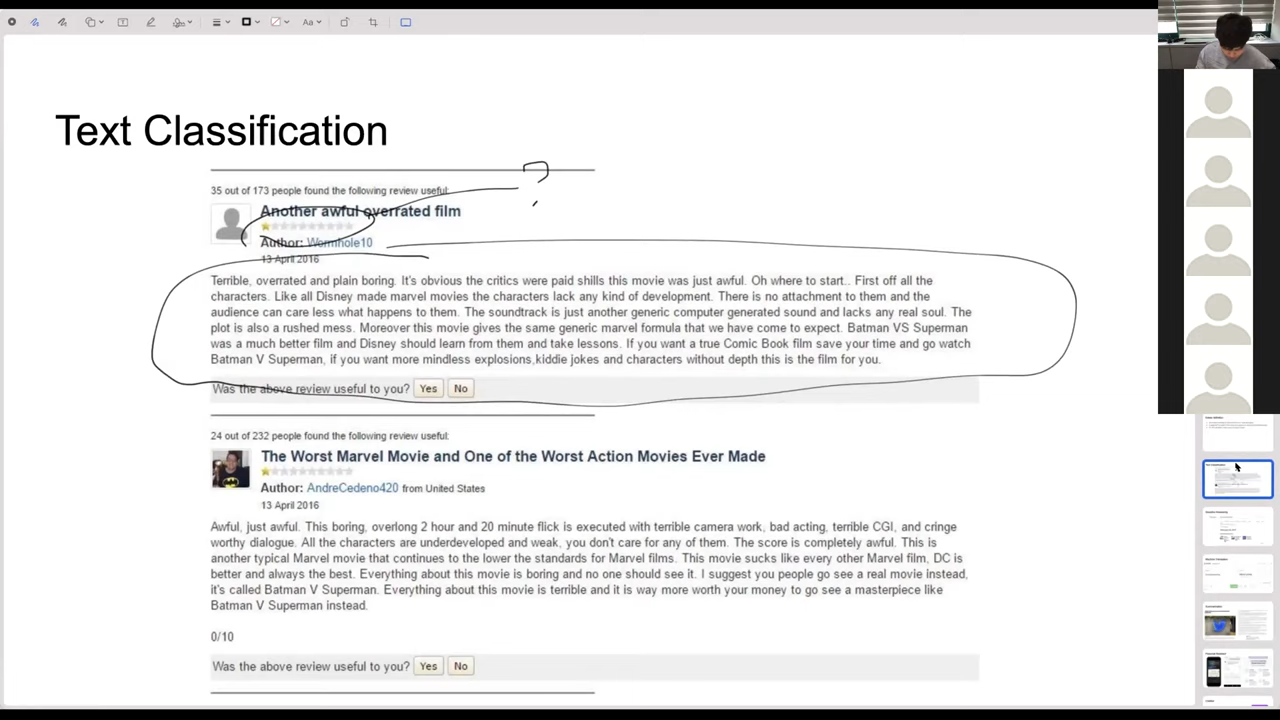 Aa
Text Classification
?
35 out of 173 people found the following review useful:
Another awful overrated film
Author: Wormhole10
13 April 2016
Terrible, overrated and plain boring. It's obvious the critics were paid shills this movie was just awful. Oh where to start.. First off all the
characters. Like all Disney made marvel movies the characters lack any kind of development. There is no attachment to them and the
audience can care less what happens to them. The soundtrack is just another generic computer generated sound and lacks any real soul. The
plot is also a rushed mess. Moreover this movie gives the same generic marvel formula that we have come to expect. Batman VS Superman
was a much better film and Disney should learn from them and take lessons. If you want a true Comic Book film save your time and go watch
Batman V Superman, if you want more mindless explosions,kiddie jokes and characters without depth this is the film for you.
Was the above review useful to you? Yes No
24 out of 232 people found the following review useful:
The Worst Marvel Movie and One of the Worst Action Movies Ever Made
Author: AndreCedeno420 from United States
13 April 2016
Awful, just awful. This boring, overlong 2 hour and 20 minute flick is executed with terrible camera work, bad acting, terrible CGI, and cringe
worthy dialogue. All the characters are underdeveloped and weak, you don't care for any of them. The score is completely awful. This is
another typical Marvel movie that continues to the lower the standards for Marvel films. This movie sucks like every other Marvel film, DC is
better and always the best. Everything about this movie is boring and no one should see it. I suggest you people go see a real movie instead,
it's called Batman V Superman. Everything about this movie is terrible and it is way more worth your money to go see a masterpiece like
Batman V Superman instead.
0/10
Was the above review useful to you? Yes No